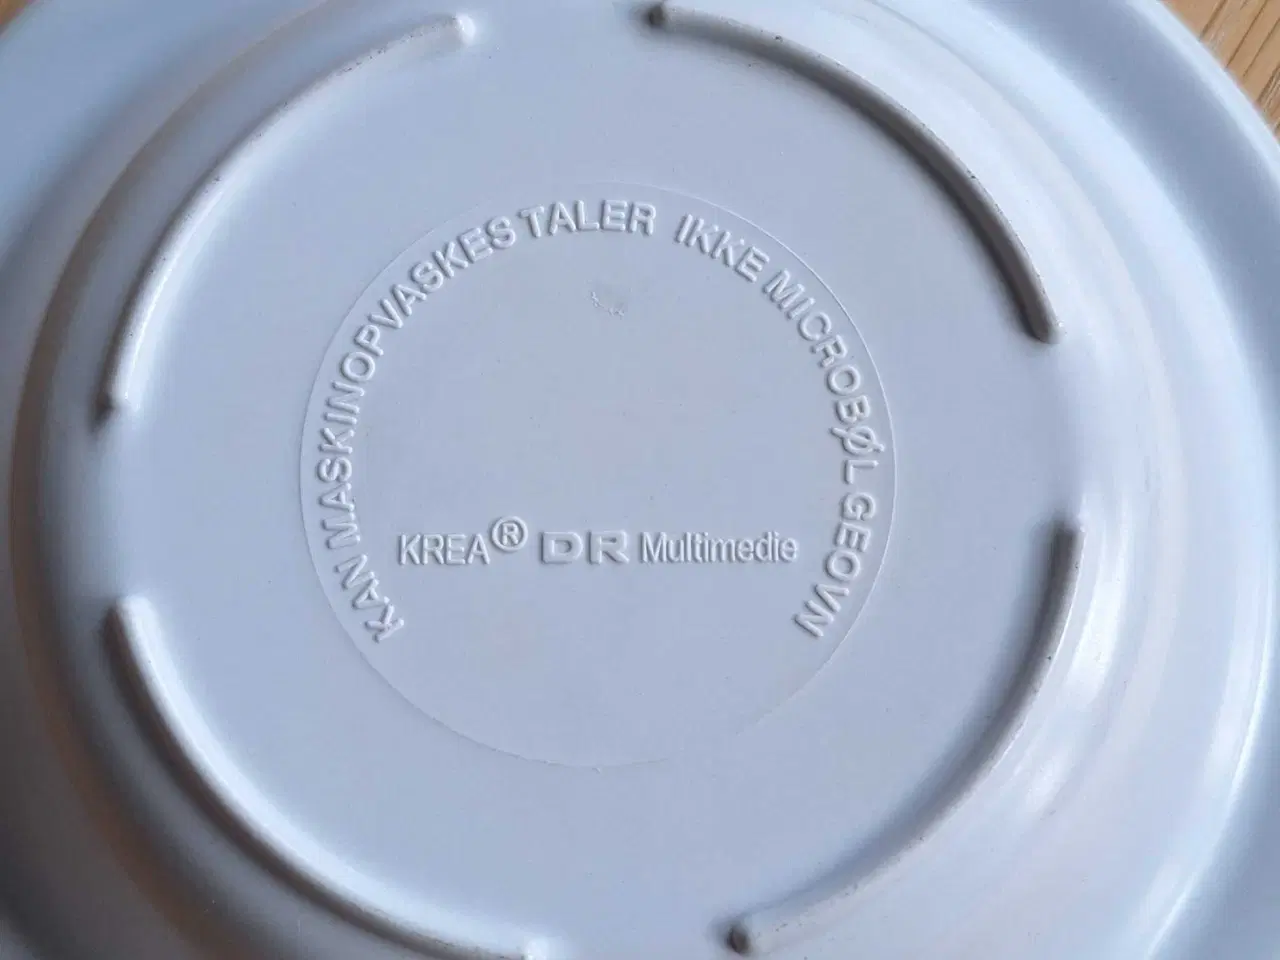 KAN MASKINOPVASKES TALER IKKE MICROBØLGEOVN
KREA® DR Multimedie